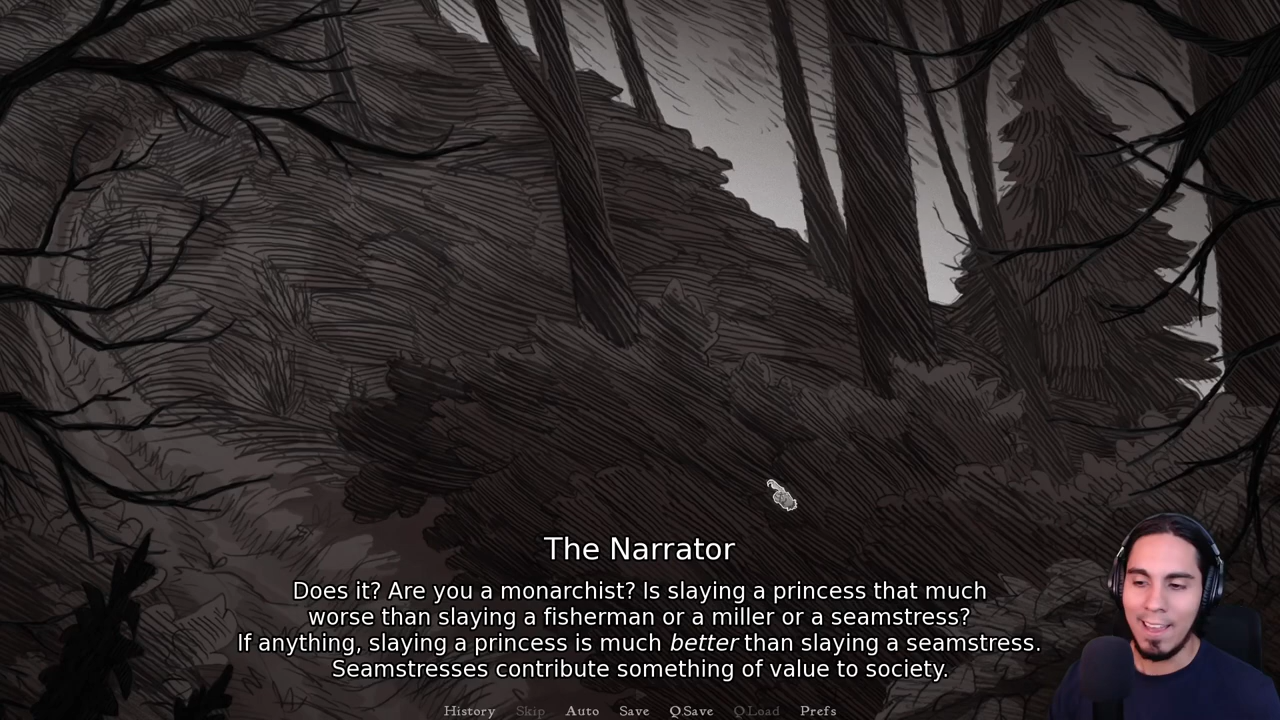 The Narrator
Does it? Are you a monarchist? Is slaying a princess that much
worse than slaying a fisherman or a miller or a seamstress?
If anything, slaying a princess is much better than slaying a seamstress.
Seamstresses contribute something of value to society.
History Skip Auto Save Q.Save Q.Load Prefs